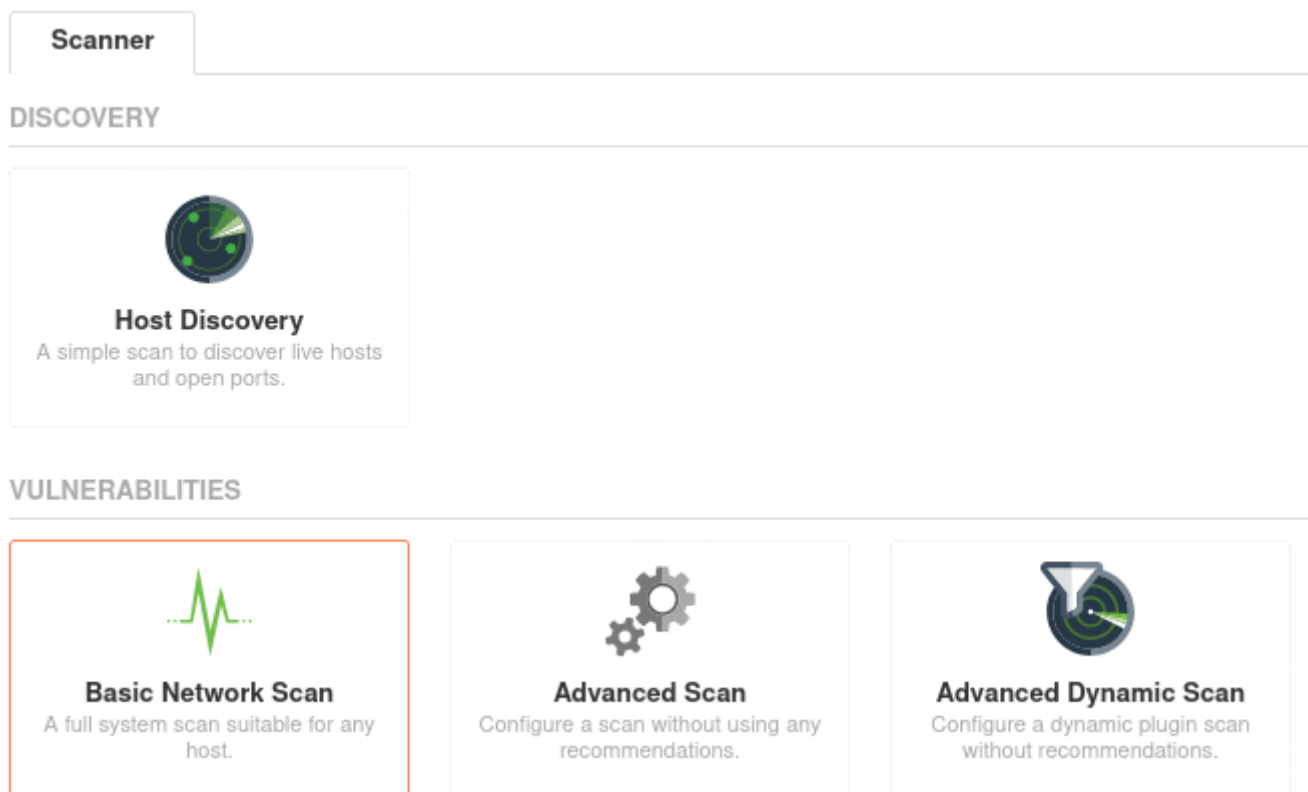 Scanner
DISCOVERY
Host Discovery
A simple scan to discover live hosts
and open ports.
VULNERABILITIES
Basic Network Scan
A full system scan suitable for any
host.
Advanced Scan
Configure a scan without using any
recommendations.
Advanced Dynamic Scan
Configure a dynamic plugin scan
without recommendations.